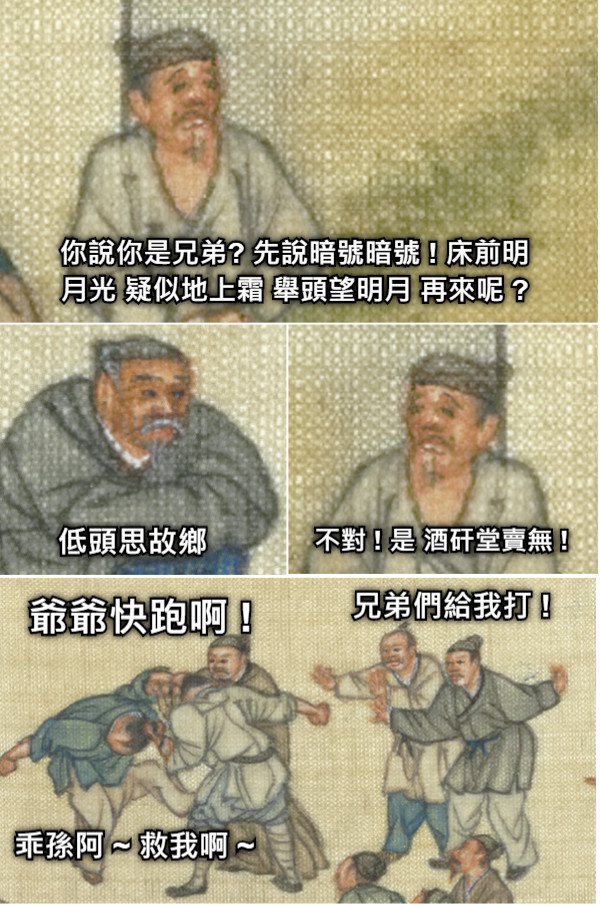 你說你是兄弟? 先說暗號暗號！床前明
月光 疑似地上霜 舉頭望明月 再來呢？
低頭思故鄉
不對！是 酒矸堂賣無！
爺爺快跑啊！
兄弟們給我打！
乖孫阿~ 救我啊~